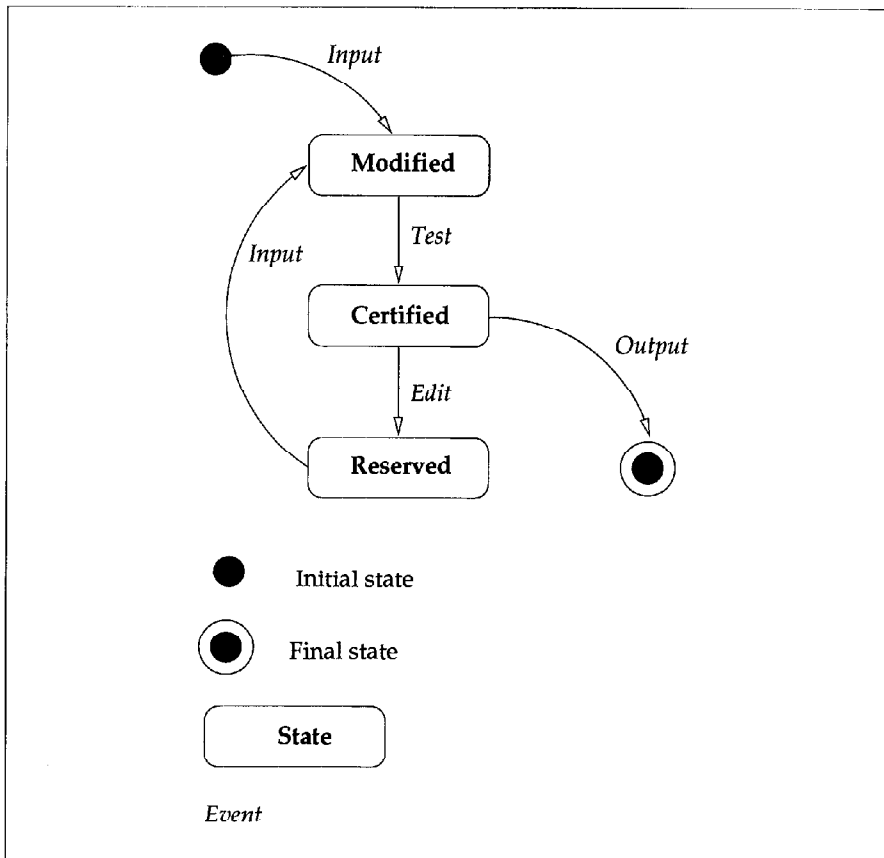 Input
Modified
Input
Test
Certified
Output
Edit
Reserved
Initial state
Final state
State
Event